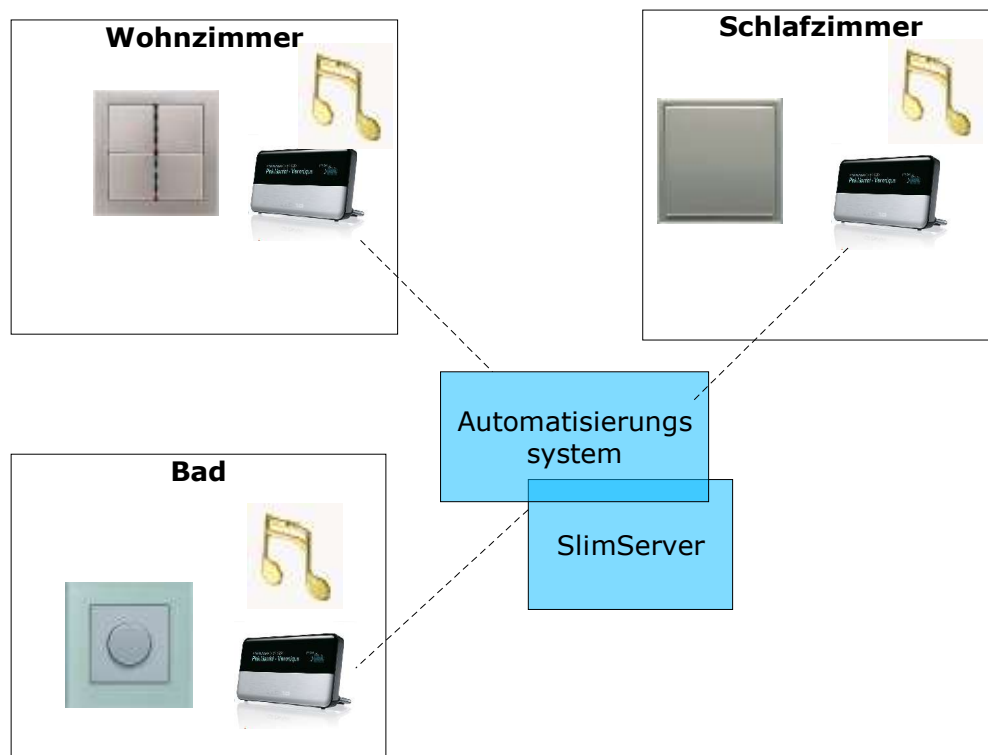 Wohnzimmer
Schlafzimmer
Automatisierungs
system
SlimServer
Bad